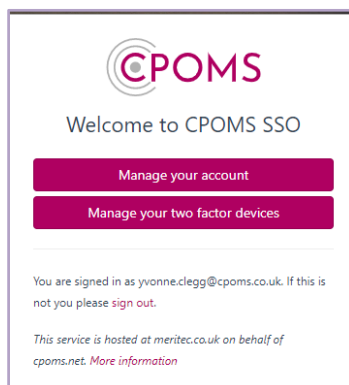 CPOMS
Welcome to CPOMS SSO
Manage your account
Manage your two factor devices
You are signed in as yvonne.clegg@cpoms.co.uk. If this is
not you please sign out.
This service is hosted at meritec.co.uk on behalf of
cpoms.net. More information